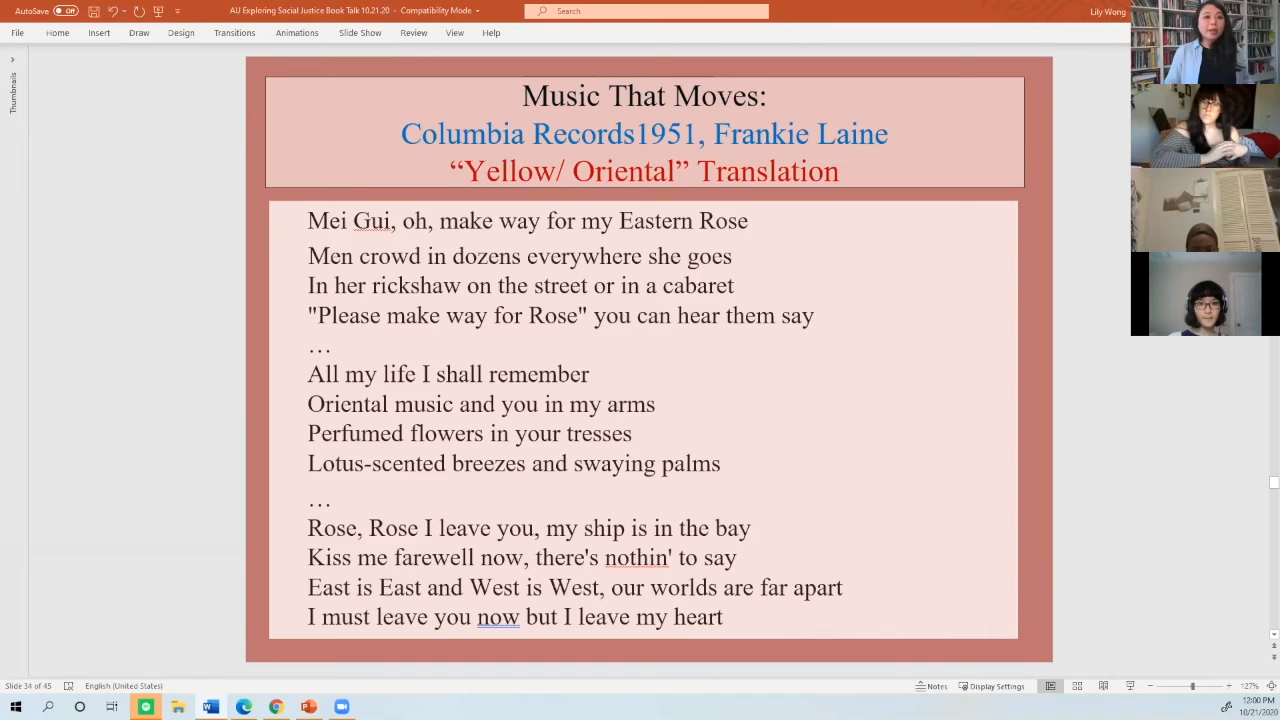 AutoSave Off
AU Exploring Social Justice Book Talk 10.21.20 - Compatibility Mode
Search
Lily Wong
File Home Insert Draw Design Transitions Animations Slide Show Review View Help
Thumbnails
Music That Moves:
Columbia Records1951, Frankie Laine
“Yellow/ Oriental” Translation
Mei Gui, oh, make way for my Eastern Rose
Men crowd in dozens everywhere she goes
In her rickshaw on the street or in a cabaret
"Please make way for Rose" you can hear them say
…
All my life I shall remember
Oriental music and you in my arms
Perfumed flowers in your tresses
Lotus-scented breezes and swaying palms
…
Rose, Rose I leave you, my ship is in the bay
Kiss me farewell now, there's nothin' to say
East is East and West is West, our worlds are far apart
I must leave you now but I leave my heart
Slide 34 of 45 English (United States) Notes Display Settings 127%
12:00 PM
10/21/2020